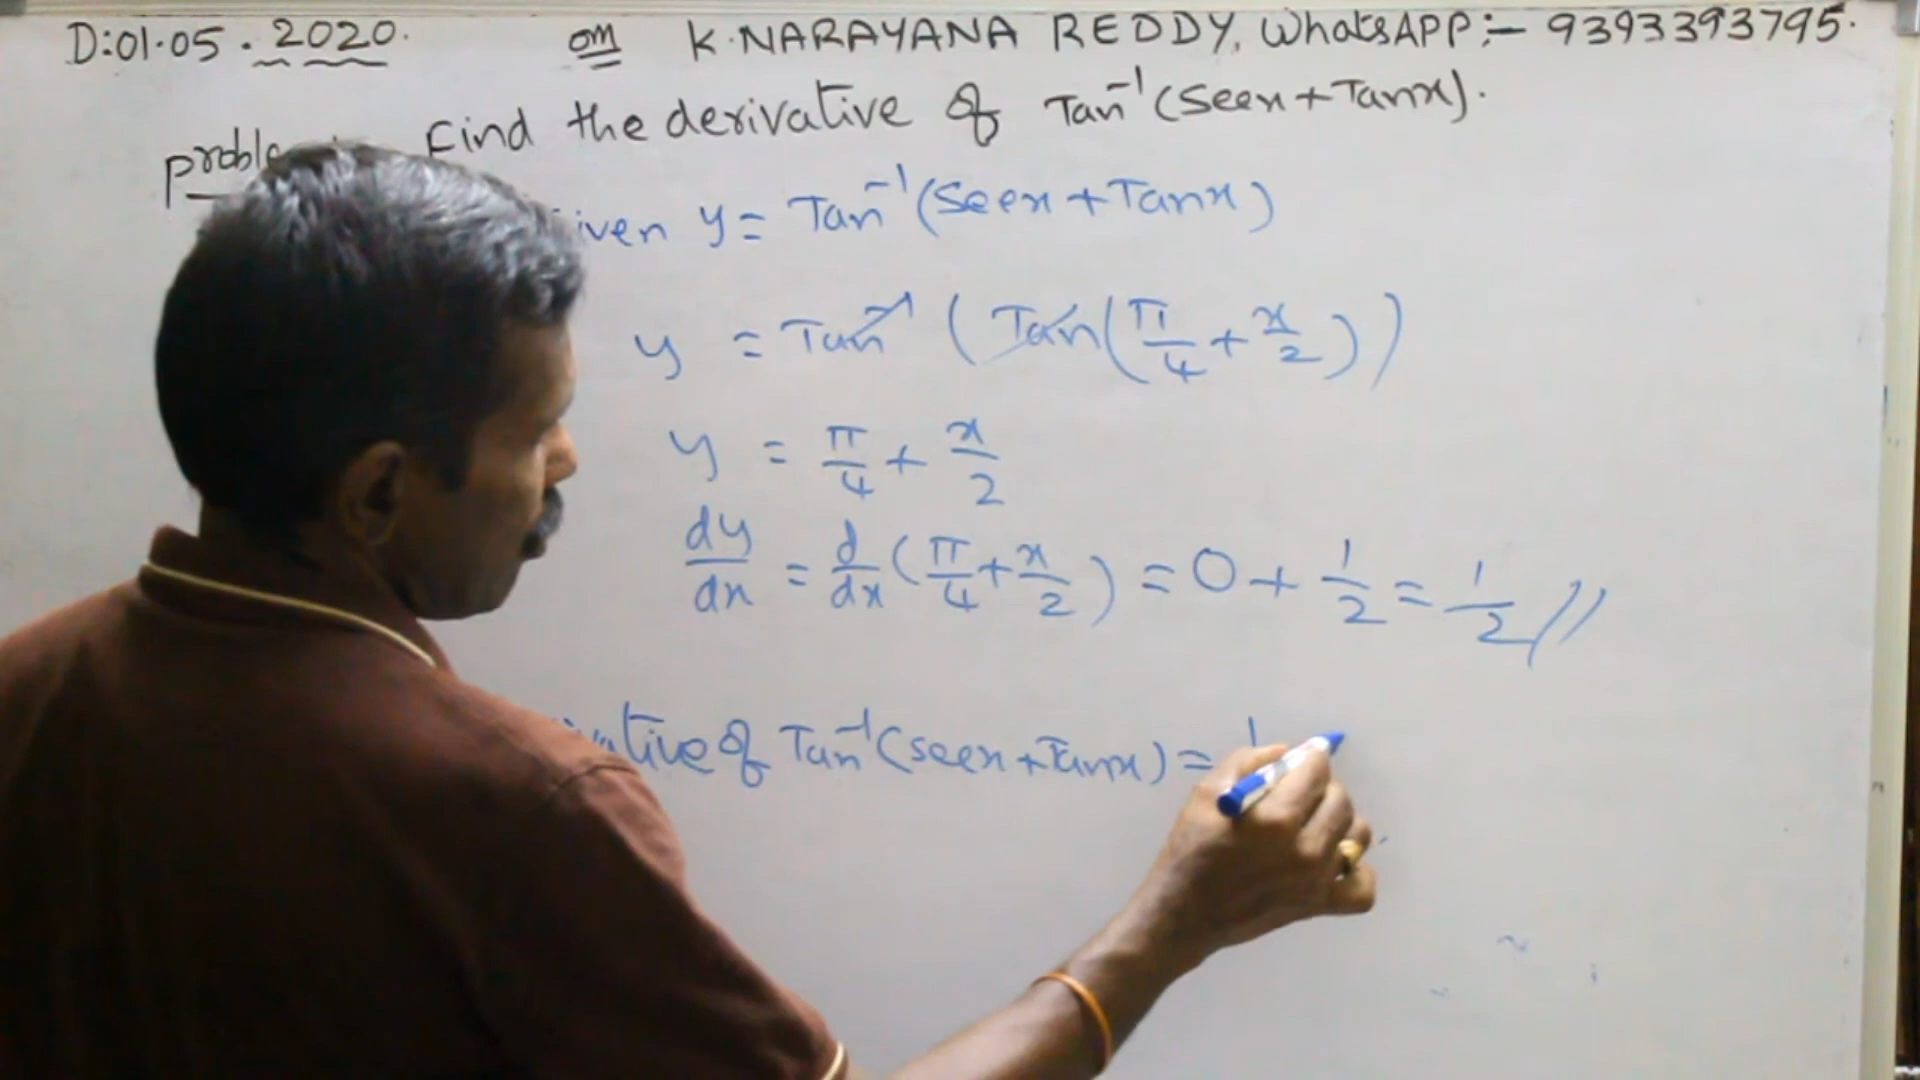 D:01.05.2020. om K.NARAYANA REDDY, WhatsAPP:- 9393393795.
Find the derivative of Tan⁻¹(Secx+Tanx).
y = Tan⁻¹(Secx+Tanx)
y = Tan⁻¹(Tan(π/4+x/2))
y = π/4 + x/2
dy/dx = d/dx(π/4+x/2) = 0 + 1/2 = 1/2 //
of Tan⁻¹(secx+Tanx) =